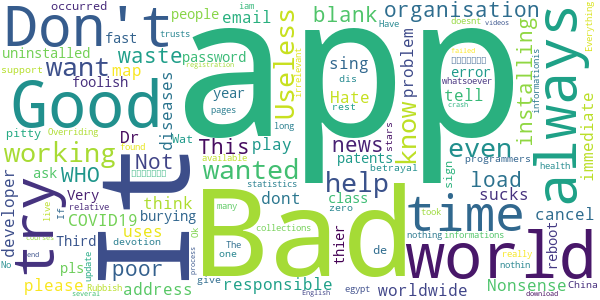 occurred people organisation iam
Don't fast trusts email blank Have videos
uninstalled waste password sing doesnt Everything
support want map registration dis error
foolish year Hate problem whatsoever
Good app always
Useless irrelevant pages rest tell failed crash
pitty Dr diseases long stars installing informationis
Overriding This news know immediate
working Wat play patents programmers
found Not available wanted even health
ask WHO t betrayal sign
try Very think statistics help load
developer relative COVID19 dont class sucks cancel
live If burying many zero time took reboot
Third uses Bad nothing informations
No devotion The one collections thier really world
update pls process Ok de nothin
end courses I poor give egypt worldwide Nonsense China
please Rubbish several address responsible English download